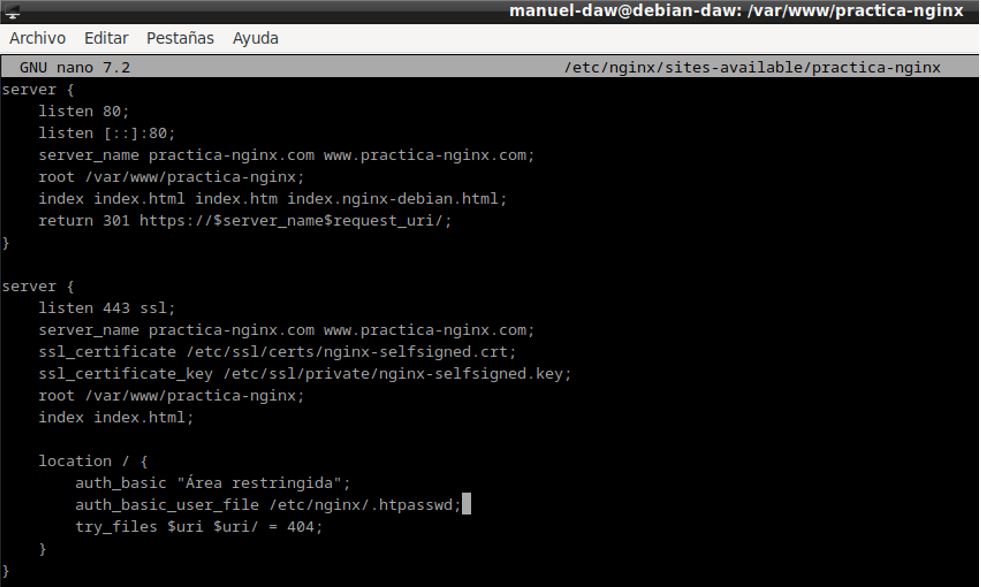 manuel-daw@debian-daw: /var/www/practica-nginx
Archivo Editar Pestañas Ayuda
GNU nano 7.2 /etc/nginx/sites-available/practica-nginx
server {
    listen 80;
    listen [::]:80;
    server_name practica-nginx.com www.practica-nginx.com;
    root /var/www/practica-nginx;
    index index.html index.htm index.nginx-debian.html;
    return 301 https://$server_name$request_uri/;
}

server {
    listen 443 ssl;
    server_name practica-nginx.com www.practica-nginx.com;
    ssl_certificate /etc/ssl/certs/nginx-selfsigned.crt;
    ssl_certificate_key /etc/ssl/private/nginx-selfsigned.key;
    root /var/www/practica-nginx;
    index index.html;

    location / {
        auth_basic "Área restringida";
        auth_basic_user_file /etc/nginx/.htpasswd;
        try_files $uri $uri/ = 404;
    }
}